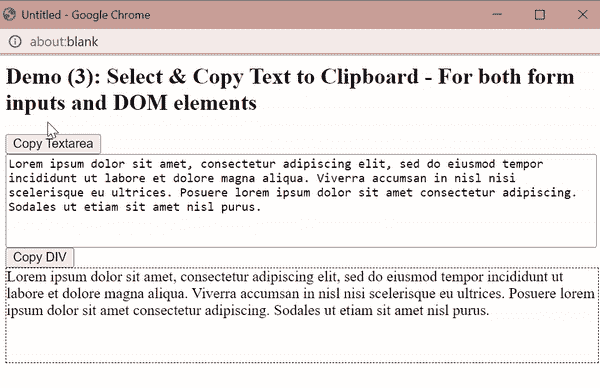 Untitled - Google Chrome
about:blank
Demo (3): Select & Copy Text to Clipboard - For both form
inputs and DOM elements
Copy Textarea
Lorem ipsum dolor sit amet, consectetur adipiscing elit, sed do eiusmod tempor
incididunt ut labore et dolore magna aliqua. Viverra accumsan in nisl nisi
scelerisque eu ultrices. Posuere lorem ipsum dolor sit amet consectetur adipiscing.
Sodales ut etiam sit amet nisl purus.
Copy DIV
Lorem ipsum dolor sit amet, consectetur adipiscing elit, sed do eiusmod tempor incididunt ut
labore et dolore magna aliqua. Viverra accumsan in nisl nisi scelerisque eu ultrices. Posuere lorem
ipsum dolor sit amet consectetur adipiscing. Sodales ut etiam sit amet nisl purus.